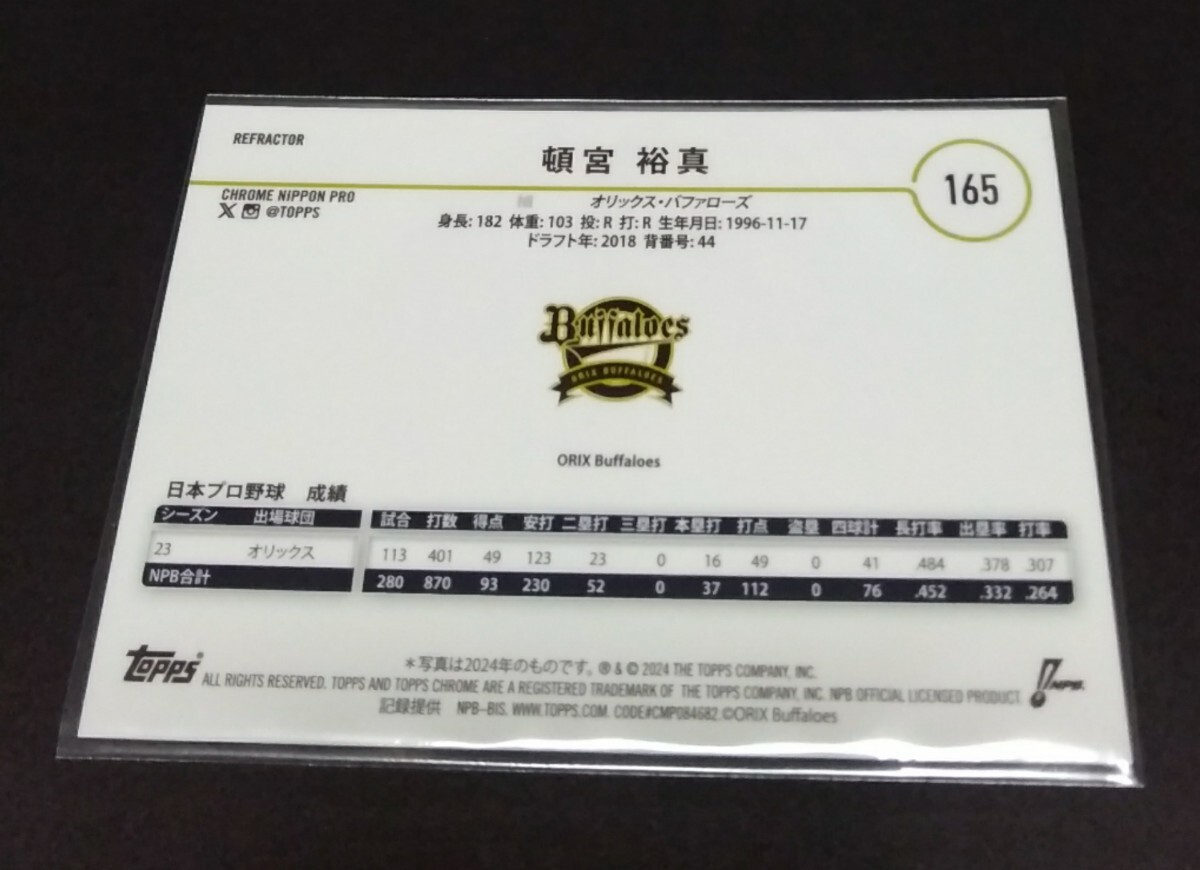 REFRACTOR
頓宮 裕真
165
CHROME NIPPON PRO
X @TOPPS
オリックス・バファローズ
身長: 182 体重: 103 投: R 打: R 生年月日: 1996-11-17
ドラフト年: 2018 背番号: 44
Buffaloes
ORIX BUFFALOES
ORIX Buffaloes
日本プロ野球 成績
シーズン 出場球団 試合 打数 得点 安打 二塁打 三塁打 本塁打 打点 盗塁 四球計 長打率 出塁率 打率
23 オリックス 113 401 49 123 23 0 16 49 0 41 .484 .378 .307
NPB合計 280 870 93 230 52 0 37 112 0 76 .452 .332 .264
Topps®
＊写真は2024年のものです。 ® & © 2024 THE TOPPS COMPANY, INC.
ALL RIGHTS RESERVED. TOPPS AND TOPPS CHROME ARE A REGISTERED TRADEMARK OF THE TOPPS COMPANY, INC. NPB OFFICIAL LICENSED PRODUCT.
記録提供 NPB-BIS. WWW.TOPPS.COM. CODE#CMP084682 ©ORIX Buffaloes
NPB